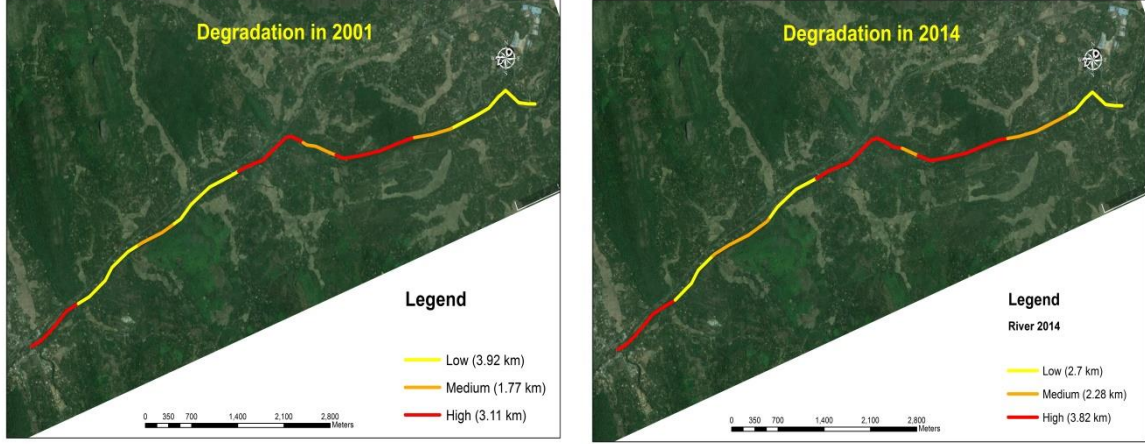 Degradation in 2001
Legend
Low (3.92 km)
Medium (1.77 km)
High (3.11 km)
0 350 700 1,400 2,100 2,800
Meters
Degradation in 2014
Legend
River 2014
Low (2.7 km)
Medium (2.28 km)
High (3.82 km)
0 350 700 1,400 2,100 2,800
Meters